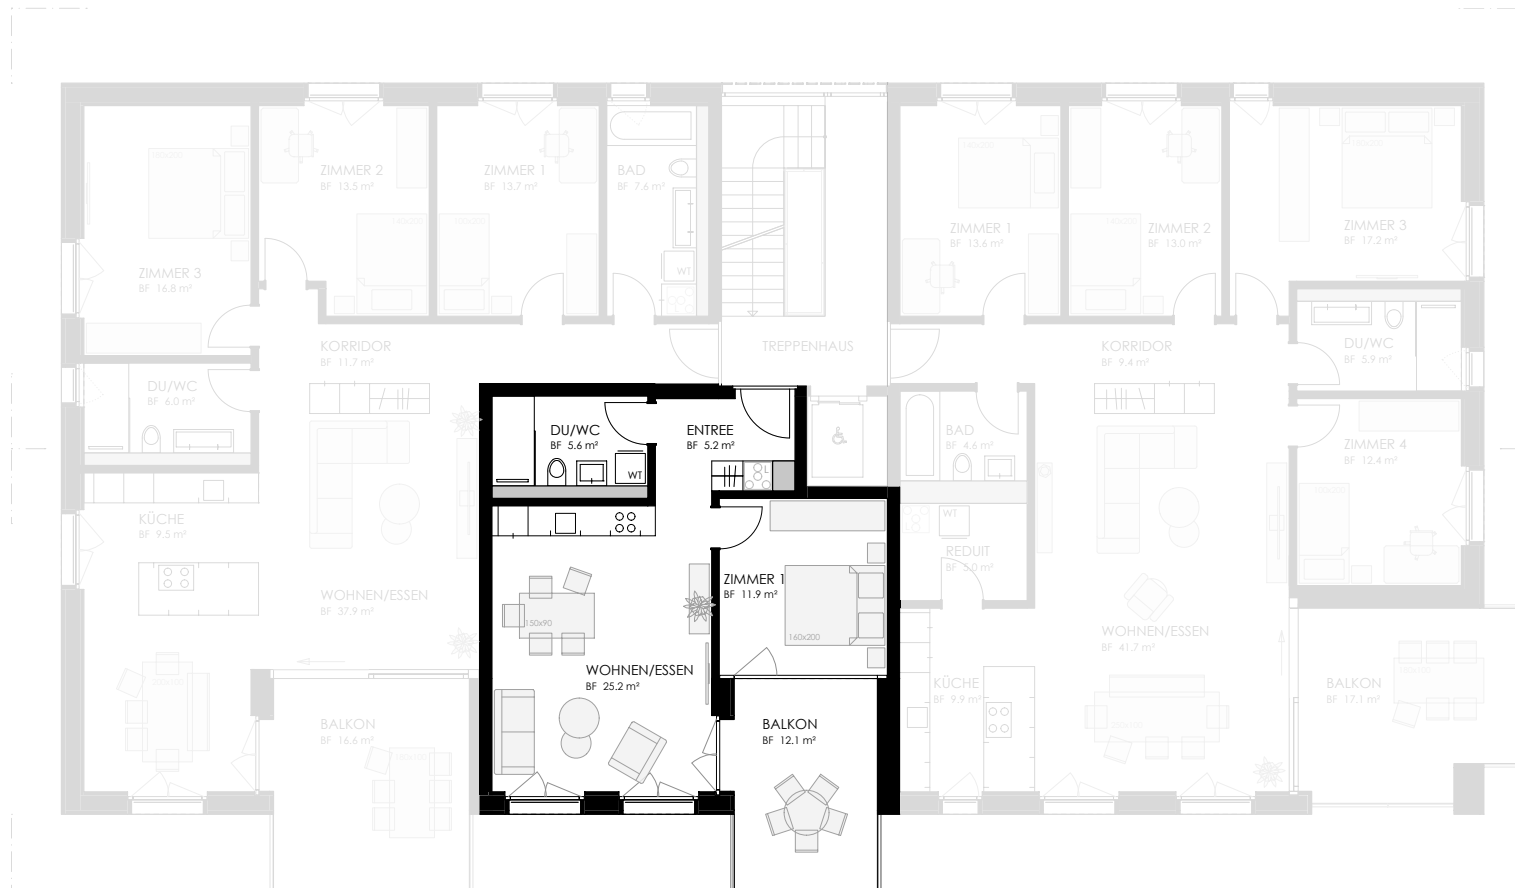 ZIMMER 3
BF 16.8 m²
160x200
ZIMMER 2
BF 13.5 m²
140x200
ZIMMER 1
BF 13.7 m²
BAD
BF 7.6 m²
WT
ZIMMER 1
BF 13.6 m²
ZIMMER 2
BF 13.0 m²
ZIMMER 3
BF 17.2 m²
KORRIDOR
BF 11.7 m²
TREPPENHAUS
KORRIDOR
BF 9.4 m²
DU/WC
BF 5.9 m²
DU/WC
BF 6.0 m²
DU/WC
BF 5.6 m²
WT
ENTREE
BF 5.2 m²
L
BAD
BF 4.6 m²
ZIMMER 4
BF 12.4 m²
KÜCHE
BF 9.5 m²
WT
REDUIT
BF 5.0 m²
WOHNEN/ESSEN
BF 37.9 m²
ZIMMER 1
BF 11.9 m²
150x90
160x200
WOHNEN/ESSEN
BF 41.7 m²
WOHNEN/ESSEN
BF 25.2 m²
KÜCHE
BF 9.9 m²
BALKON
BF 17.1 m²
BALKON
BF 16.6 m²
BALKON
BF 12.1 m²